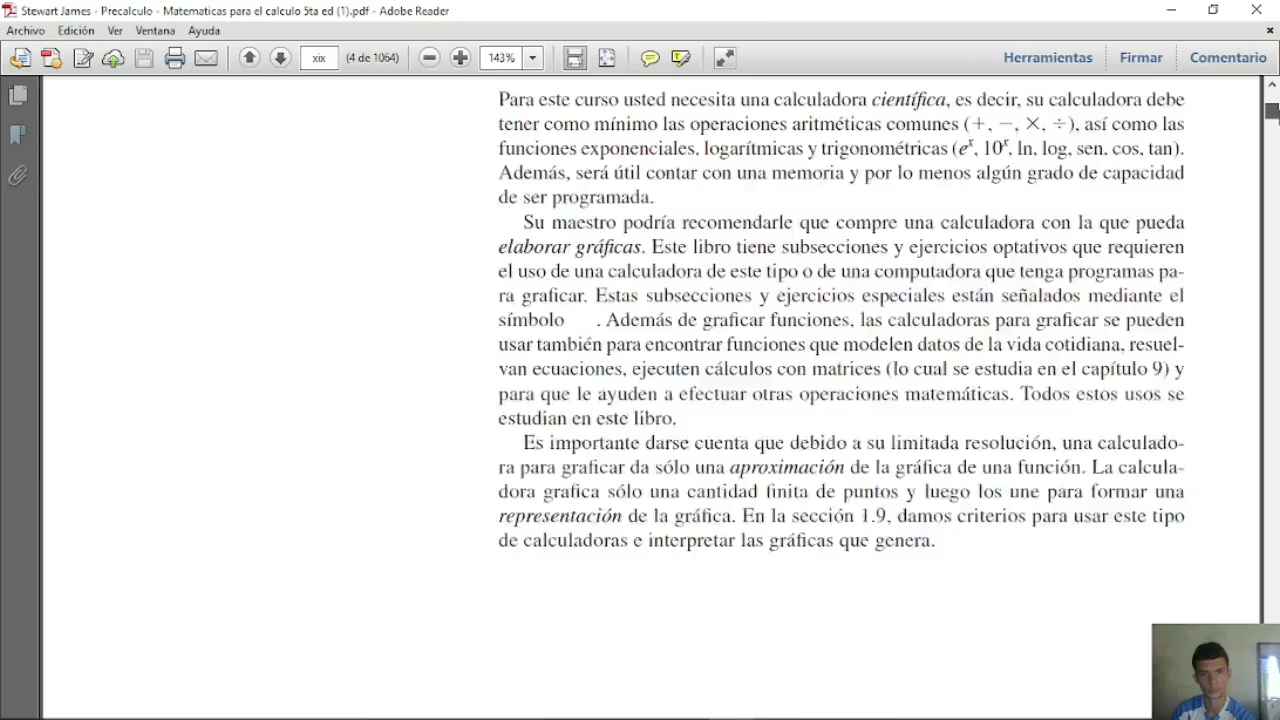 Stewart James - Precalculo - Matematicas para el calculo 5ta ed (1).pdf - Adobe Reader
Archivo Edición Ver Ventana Ayuda
xix (4 de 1064) 143% Herramientas Firmar Comentario
Para este curso usted necesita una calculadora científica, es decir, su calculadora debe
tener como mínimo las operaciones aritméticas comunes (+, −, ×, ÷), así como las
funciones exponenciales, logarítmicas y trigonométricas (eˣ, 10ˣ, ln, log, sen, cos, tan).
Además, será útil contar con una memoria y por lo menos algún grado de capacidad
de ser programada.
Su maestro podría recomendarle que compre una calculadora con la que pueda
elaborar gráficas. Este libro tiene subsecciones y ejercicios optativos que requieren
el uso de una calculadora de este tipo o de una computadora que tenga programas pa-
ra graficar. Estas subsecciones y ejercicios especiales están señalados mediante el
símbolo . Además de graficar funciones, las calculadoras para graficar se pueden
usar también para encontrar funciones que modelen datos de la vida cotidiana, resuel-
van ecuaciones, ejecuten cálculos con matrices (lo cual se estudia en el capítulo 9) y
para que le ayuden a efectuar otras operaciones matemáticas. Todos estos usos se
estudian en este libro.
Es importante darse cuenta que debido a su limitada resolución, una calculado-
ra para graficar da sólo una aproximación de la gráfica de una función. La calcula-
dora grafica sólo una cantidad finita de puntos y luego los une para formar una
representación de la gráfica. En la sección 1.9, damos criterios para usar este tipo
de calculadoras e interpretar las gráficas que genera.